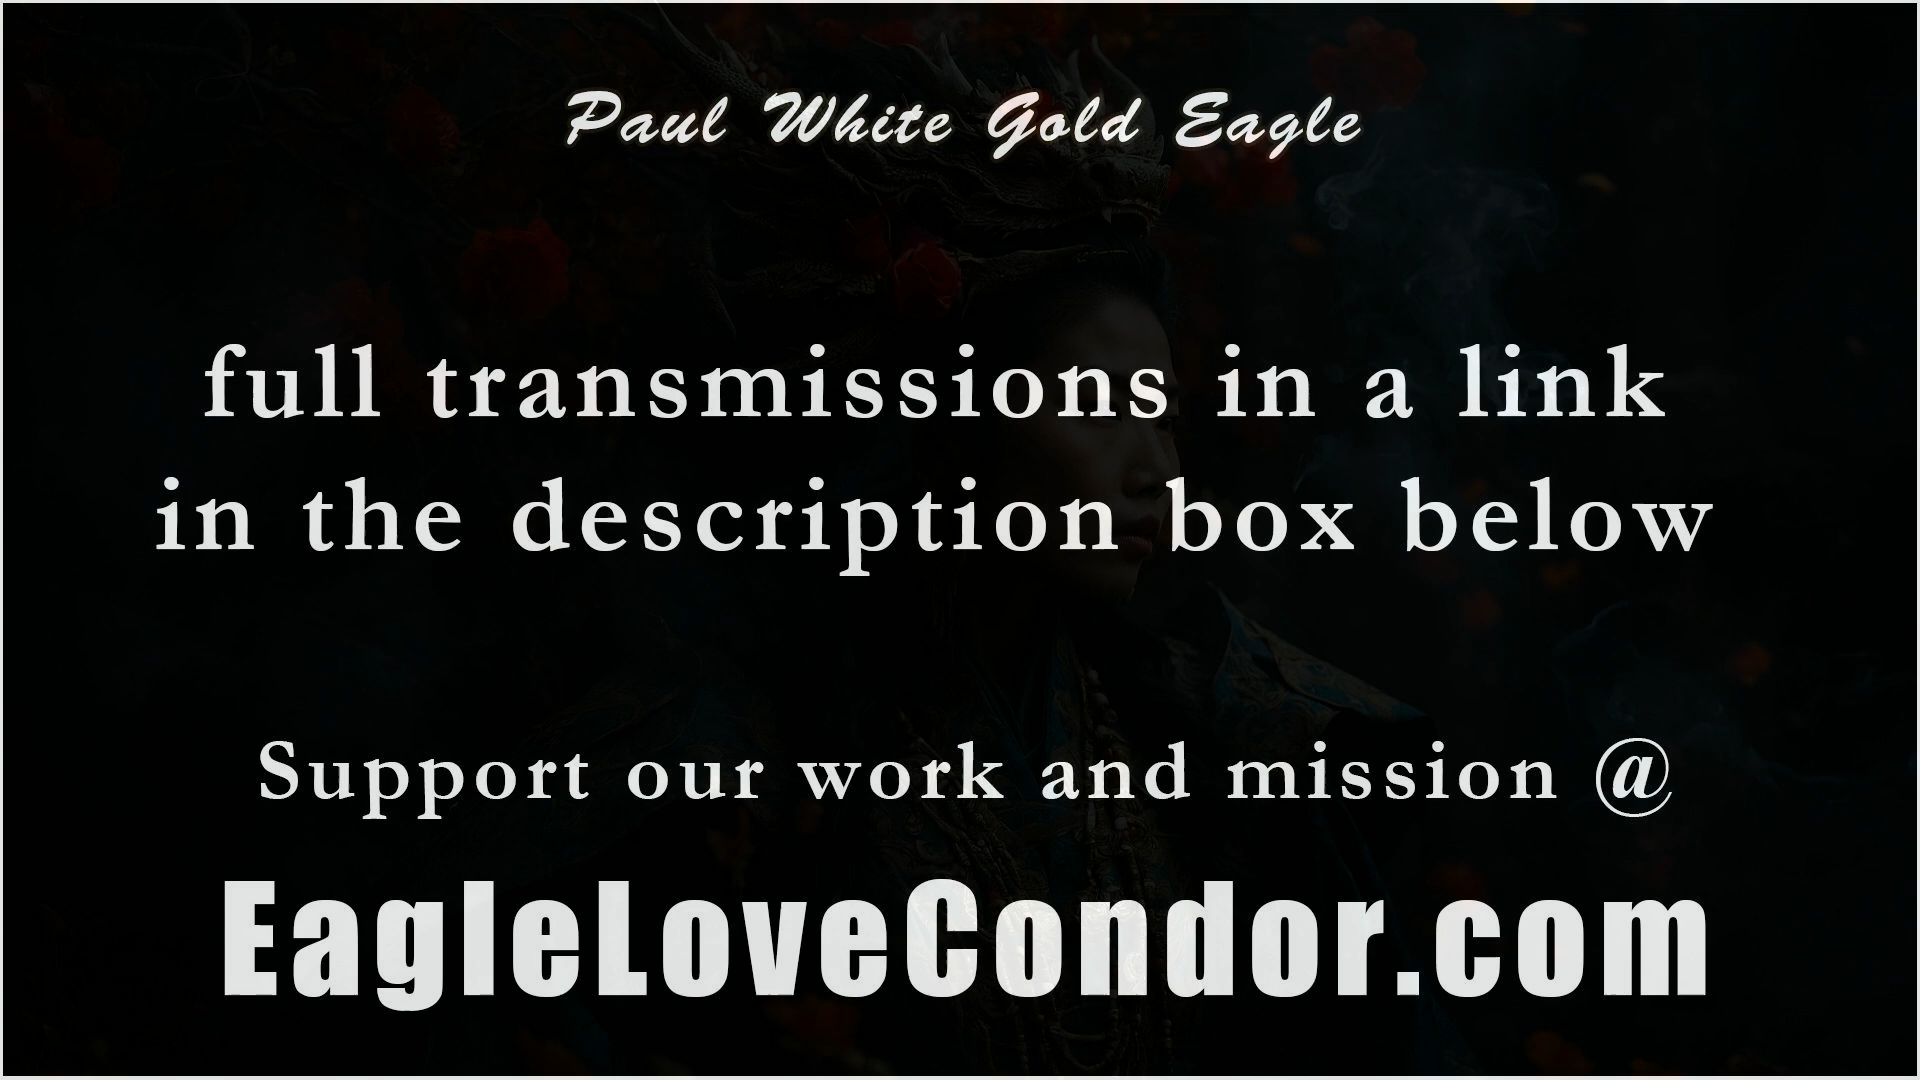 Paul White Gold Eagle
full transmissions in a link
in the description box below
Support our work and mission @
EagleLoveCondor.com